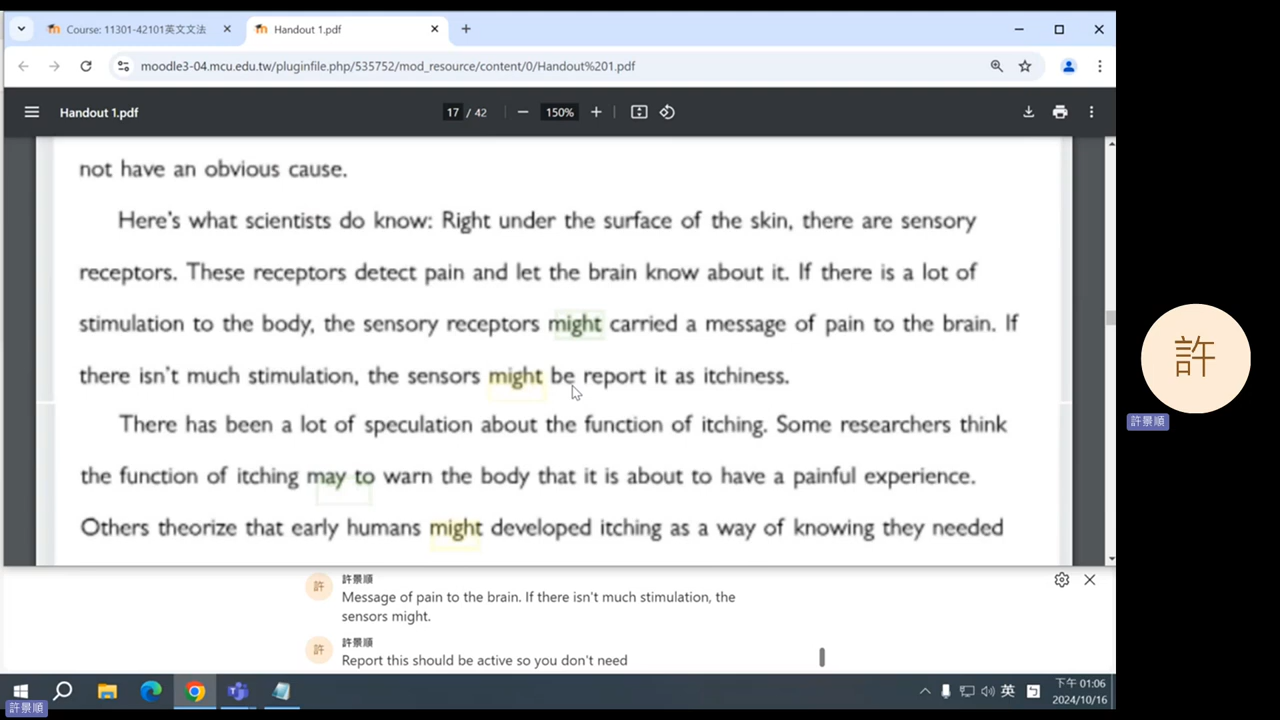 Course: 11301-42101英文文法
Handout 1.pdf
moodle3-04.mcu.edu.tw/pluginfile.php/535752/mod_resource/content/0/Handout%201.pdf
Handout 1.pdf
17 / 42
150%
not have an obvious cause.
Here's what scientists do know: Right under the surface of the skin, there are sensory
receptors. These receptors detect pain and let the brain know about it. If there is a lot of
stimulation to the body, the sensory receptors might carried a message of pain to the brain. If
there isn't much stimulation, the sensors might be report it as itchiness.
There has been a lot of speculation about the function of itching. Some researchers think
the function of itching may to warn the body that it is about to have a painful experience.
Others theorize that early humans might developed itching as a way of knowing they needed
許
許景順
許
許景順
Message of pain to the brain. If there isn't much stimulation, the
sensors might.
許
許景順
Report this should be active so you don't need
英
下午 01:06
2024/10/16
許景順